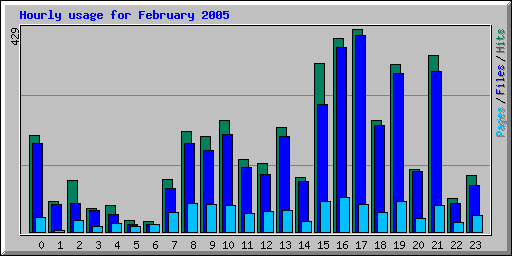 Hourly usage for February 2005
429
Pages / Files / Hits
0 1 2 3 4 5 6 7 8 9 10 11 12 13 14 15 16 17 18 19 20 21 22 23